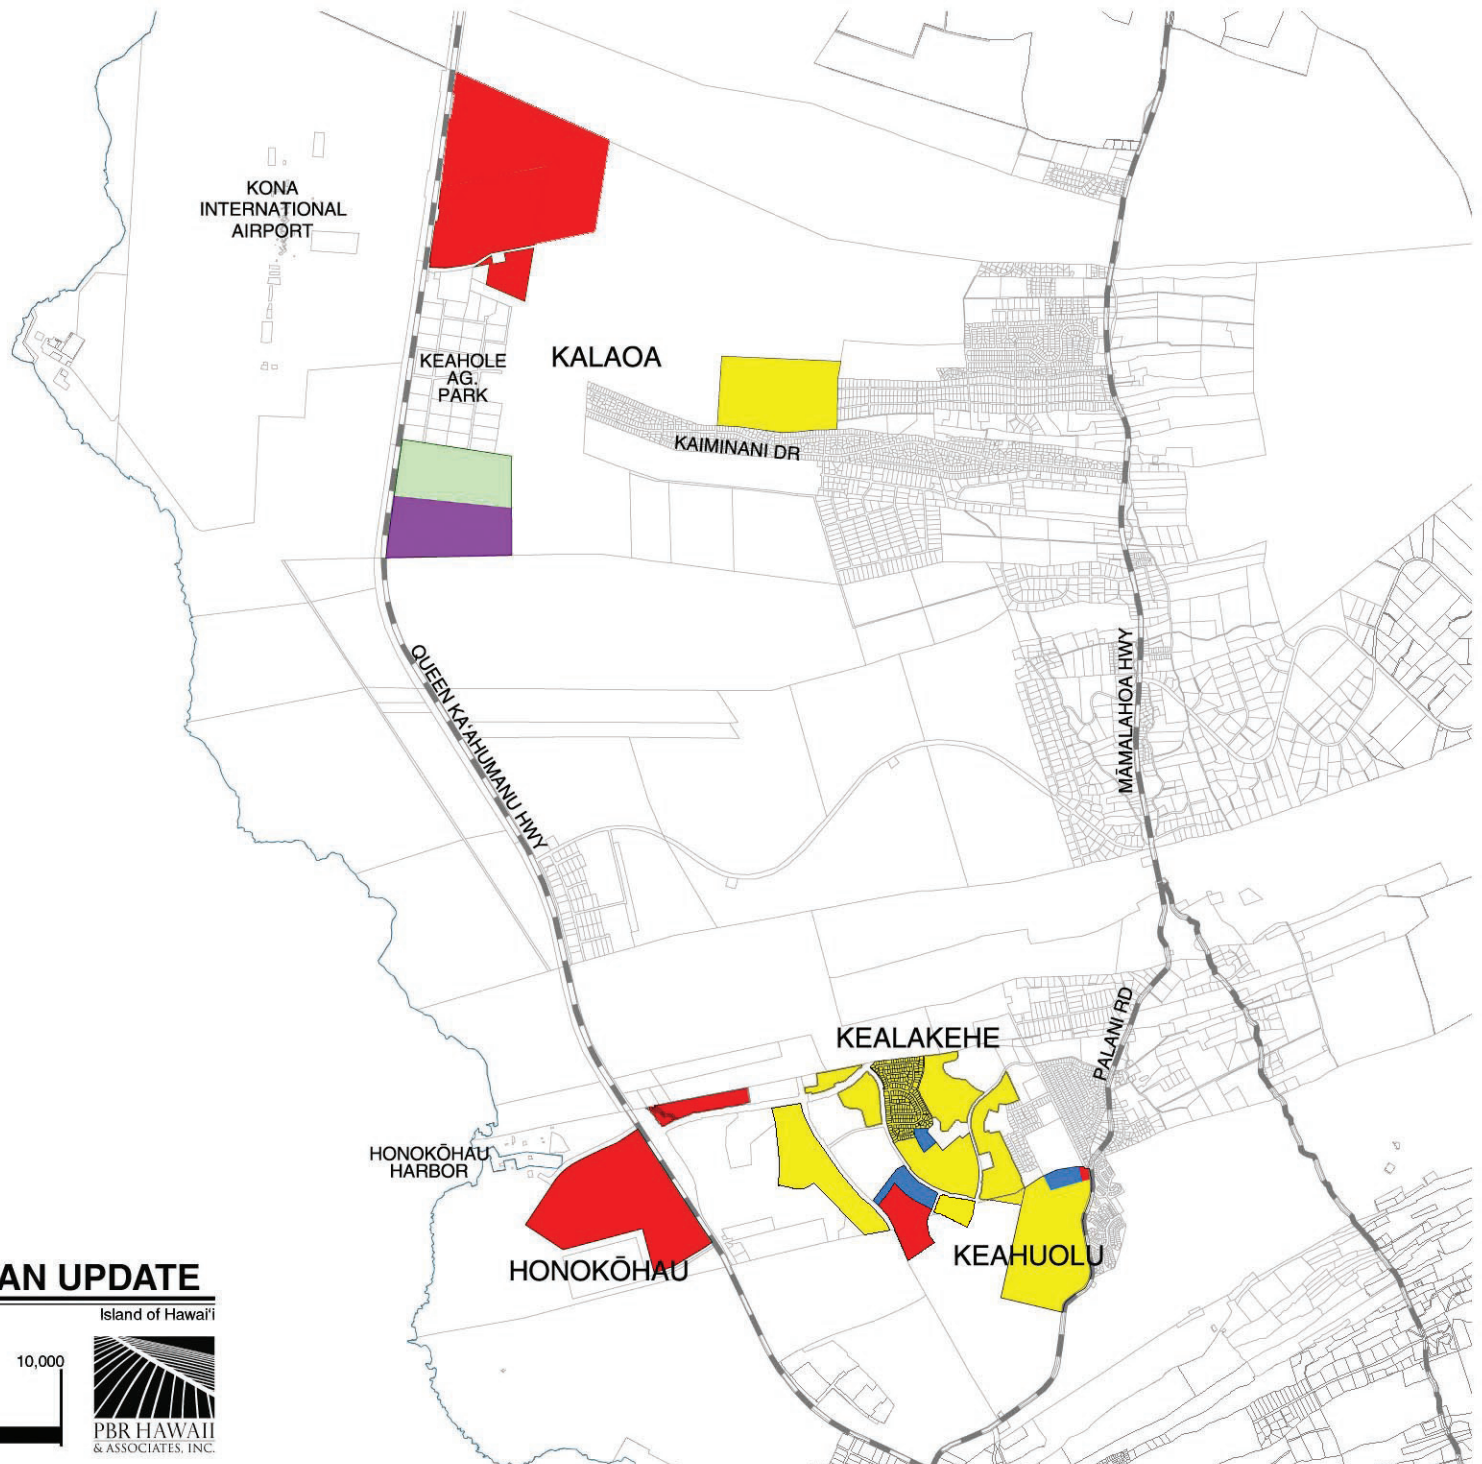 KONA
INTERNATIONAL
AIRPORT
KEAHOLE
AG.
PARK
KALAOA
KAIMINANI DR
QUEEN KA'AHUMANU HWY
MĀMALAHOA HWY
PALANI RD
KEALAKEHE
HONOKŌHAU
HARBOR
HONOKŌHAU
KEAHUOLU
AN UPDATE
Island of Hawai'i
10,000
PBR HAWAII
& ASSOCIATES, INC.